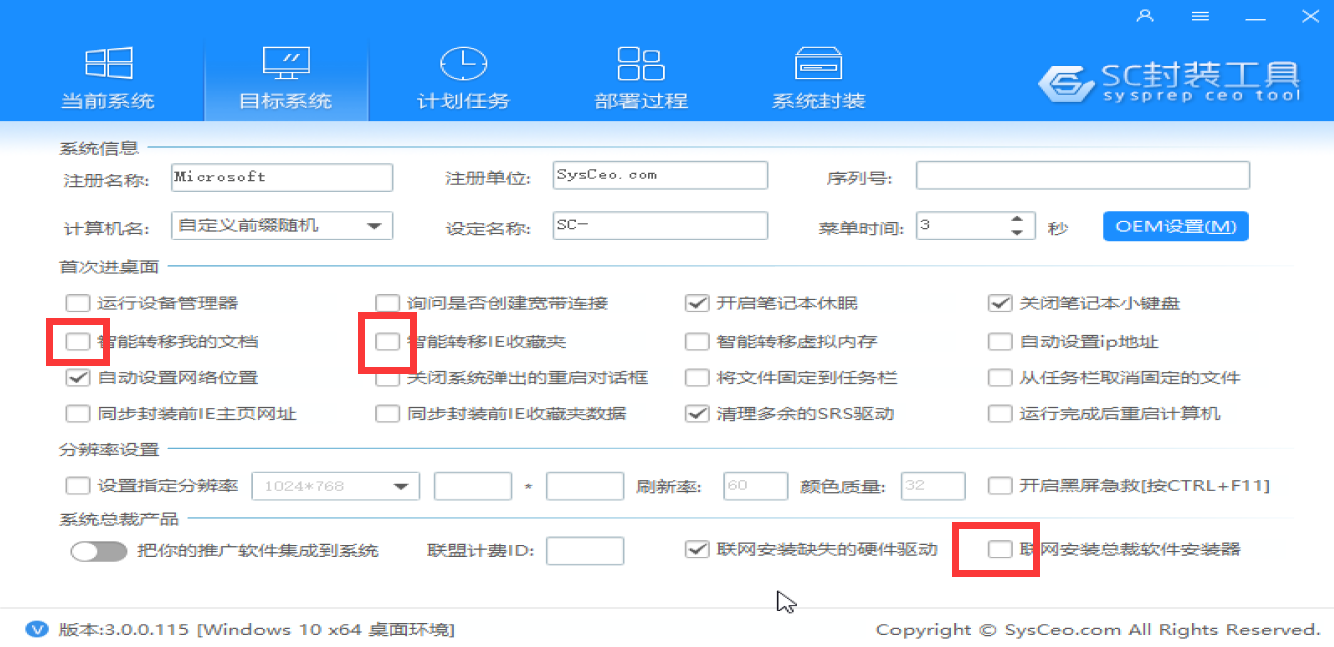 当前系统 目标系统 计划任务 部署过程 系统封装 SC封装工具
sysprep ceo tool
系统信息
注册名称: Microsoft 注册单位: SysCeo.com 序列号:
计算机名: 自定义前缀随机 设定名称: SC- 菜单时间: 3 秒 OEM设置(M)
首次进桌面
运行设备管理器 询问是否创建宽带连接 开启笔记本休眠 关闭笔记本小键盘
智能转移我的文档 智能转移IE收藏夹 智能转移虚拟内存 自动设置ip地址
自动设置网络位置 关闭系统弹出的重启对话框 将文件固定到任务栏 从任务栏取消固定的文件
同步封装前IE主页网址 同步封装前IE收藏夹数据 清理多余的SRS驱动 运行完成后重启计算机
分辨率设置
设置指定分辨率 1024*768 * 刷新率: 60 颜色质量: 32 开启黑屏急救[按CTRL+F11]
系统总裁产品
把你的推广软件集成到系统 联盟计费ID: 联网安装缺失的硬件驱动 联网安装总裁软件安装器
版本:3.0.0.115 [Windows 10 x64 桌面环境] Copyright © SysCeo.com All Rights Reserved.